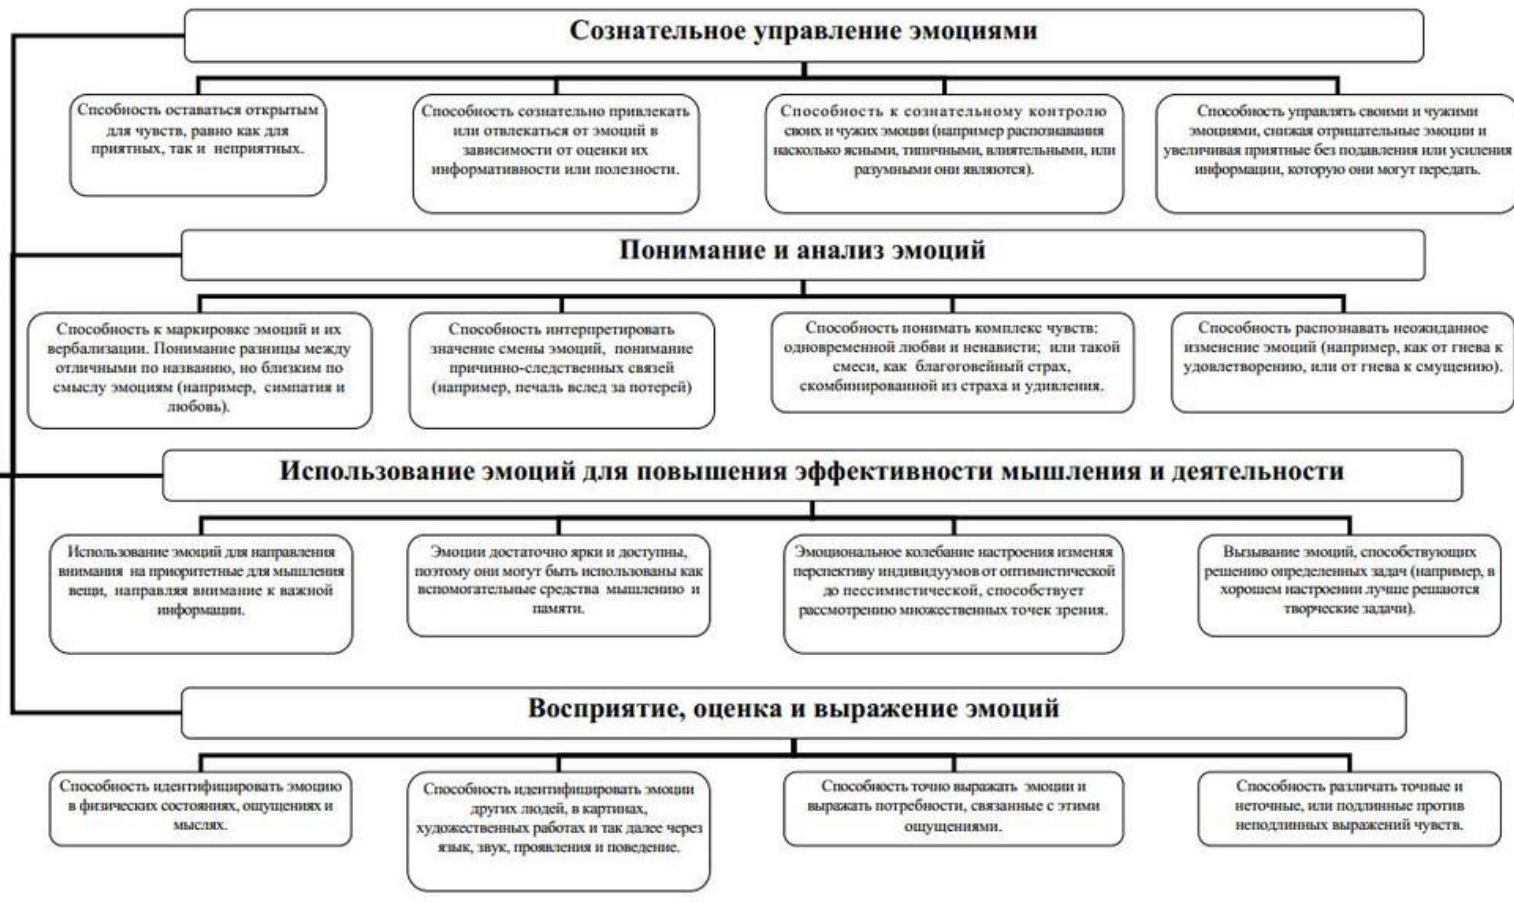 Сознательное управление эмоциями
Спсобиность оставаться открытым
для чувств, равно как для
приятных, так и неприятных.
Способность сознательно привлекать
или отвлекаться от эмоций в
зависимости от оценки их
информативности или полезности.
Способность к сознательному контролю
своих и чужих эмоции (например распознавания
насколько ясными, типичными, влиятельными, или
разумными они являются).
Способность управлять своими и чужими
эмоциями, снижая отрицательные эмоции и
увеличивая приятные без подавления или усиления
информации, которую они могут передать.
Понимание и анализ эмоций
Способность к маркировке эмоций и их
вербализации. Понимание разницы между
отличными по названию, но близким по
смыслу эмоциям (например, симпатия и
любовь).
Способность интерпретировать
значение смены эмоций, понимание
причинно-следственных связей
(например, печаль вслед за потерей)
Способность понимать комплекс чувств:
одновременной любви и ненависти; или такой
смеси, как благоговейный страх,
скомбинированной из страха и удивления.
Способность распознавать неожиданное
изменение эмоций (например, как от гнева к
удовлетворению, или от гнева к смущению).
Использование эмоций для повышения эффективности мышления и деятельности
Использование эмоций для направления
внимания на приоритетные для мышления
вещи, направляя внимание к важной
информации.
Эмоции достаточно ярки и доступны,
поэтому они могут быть использованы как
вспомогательные средства мышлению и
памяти.
Эмоциональное колебание настроения изменяя
перспективу индивидуумов от оптимистической
до пессимистической, способствует
рассмотрению множественных точек зрения.
Вызывание эмоций, способствующих
решению определенных задач (например, в
хорошем настроении лучше решаются
творческие задачи).
Восприятие, оценка и выражение эмоций
Способность идентифицировать эмоцию
в физических состояниях, ощущениях и
мыслях.
Способность идентифицировать эмоции
других людей, в картинах,
художественных работах и так далее через
язык, звук, проявления и поведение.
Способность точно выражать эмоции и
выражать потребности, связанные с этими
ощущениями.
Способность различать точные и
неточные, или подлинные против
неподлинных выражений чувств.